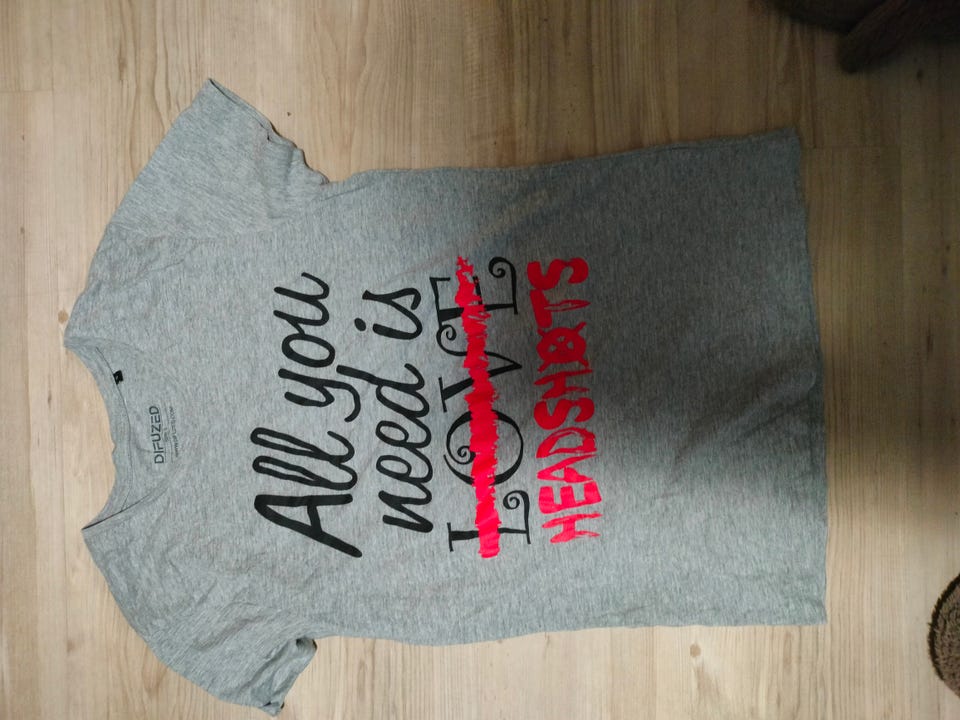 DIFUZED
All you
need is
LOVE
HEADSHOTS